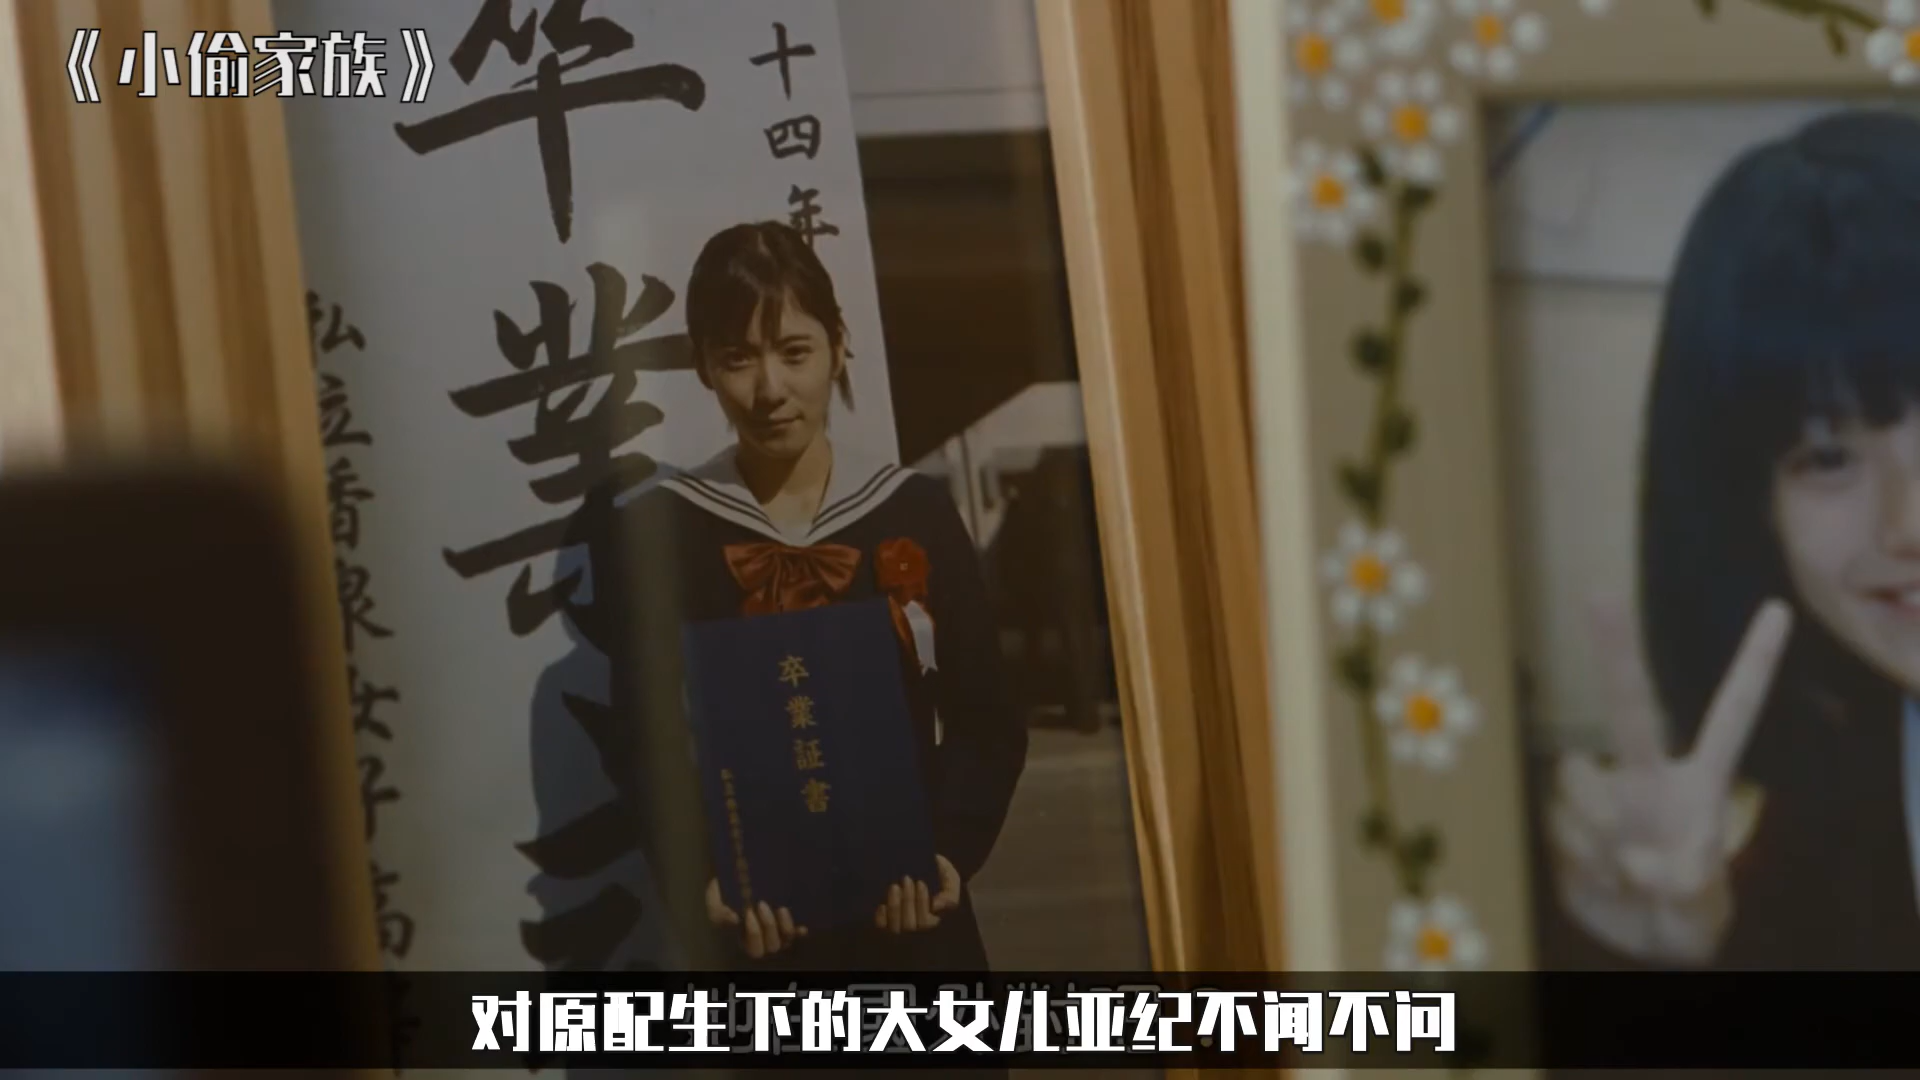 《小偷家族》
十四年
卒業
私立香泉女子高
卒業証書
对原配生下的大女儿亚纪不闻不问